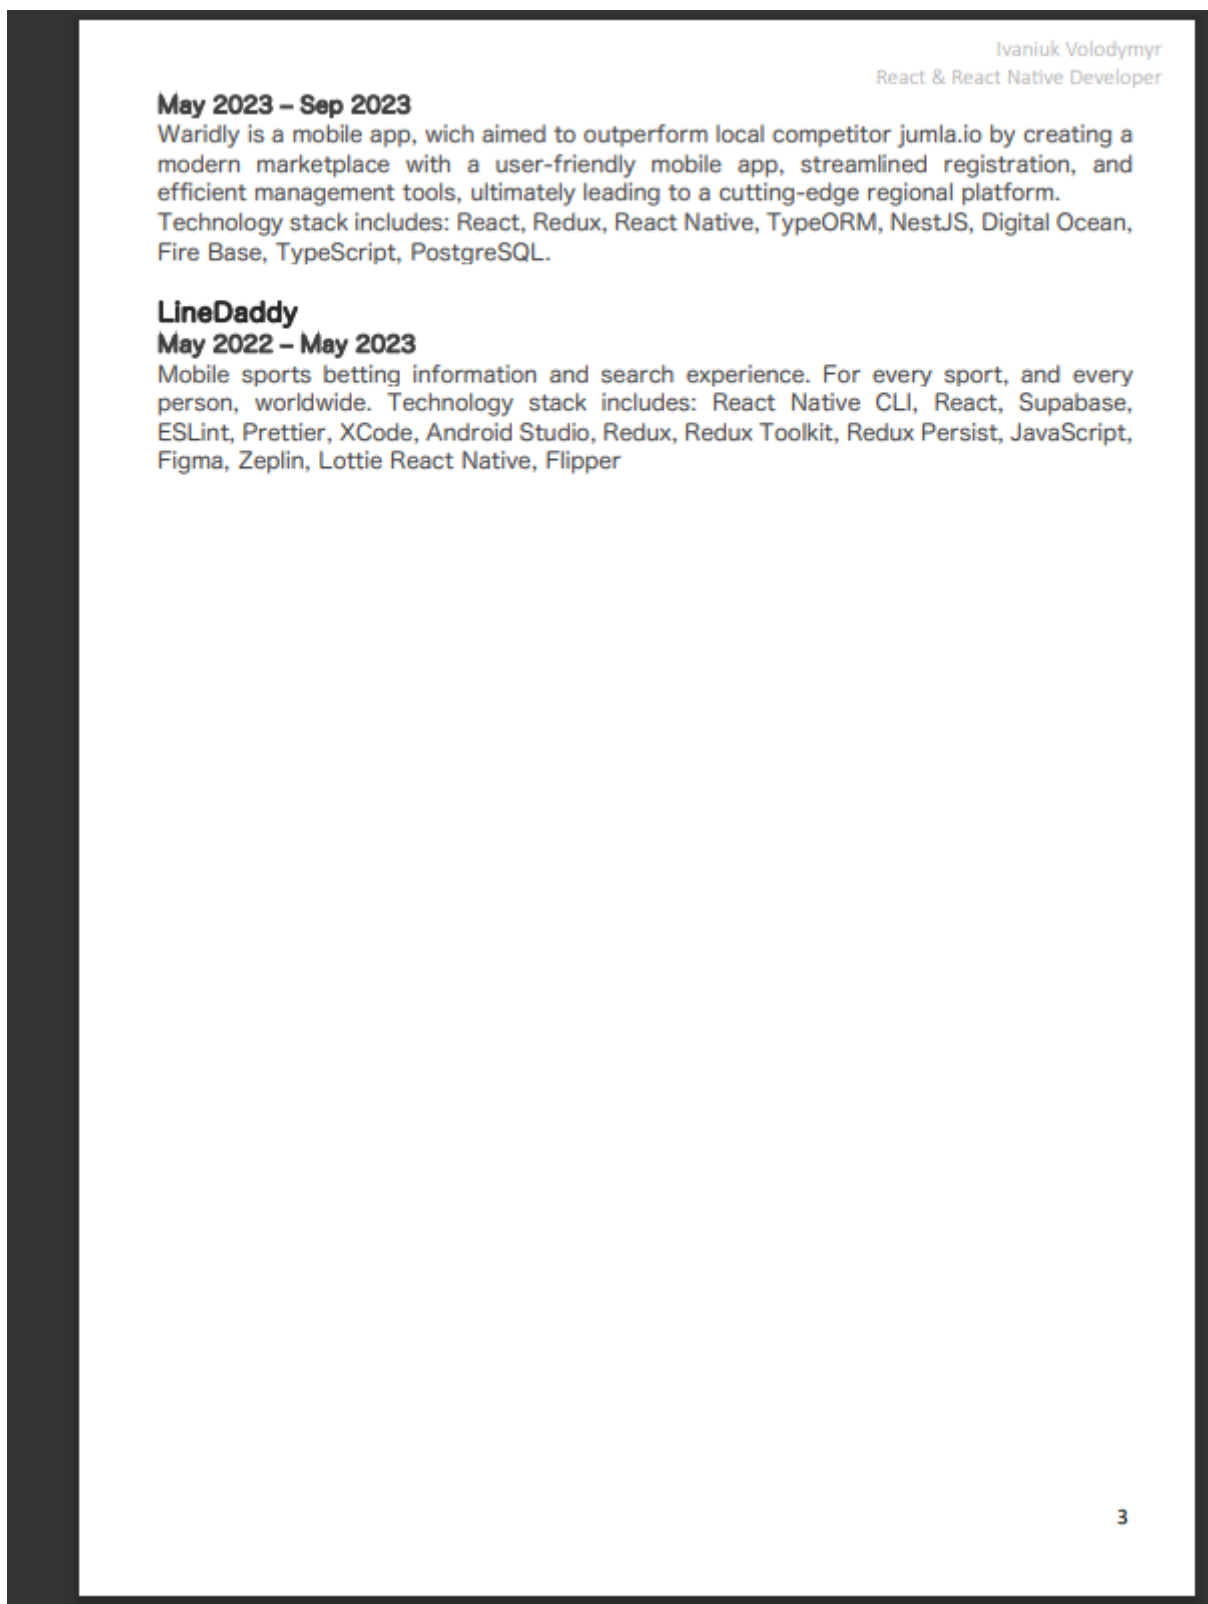 Ivaniuk Volodymyr
React & React Native Developer
May 2023 – Sep 2023
Waridly is a mobile app, wich aimed to outperform local competitor jumla.io by creating a
modern marketplace with a user-friendly mobile app, streamlined registration, and
efficient management tools, ultimately leading to a cutting-edge regional platform.
Technology stack includes: React, Redux, React Native, TypeORM, NestJS, Digital Ocean,
Fire Base, TypeScript, PostgreSQL.
LineDaddy
May 2022 – May 2023
Mobile sports betting information and search experience. For every sport, and every
person, worldwide. Technology stack includes: React Native CLI, React, Supabase,
ESLint, Prettier, XCode, Android Studio, Redux, Redux Toolkit, Redux Persist, JavaScript,
Figma, Zeplin, Lottie React Native, Flipper
3